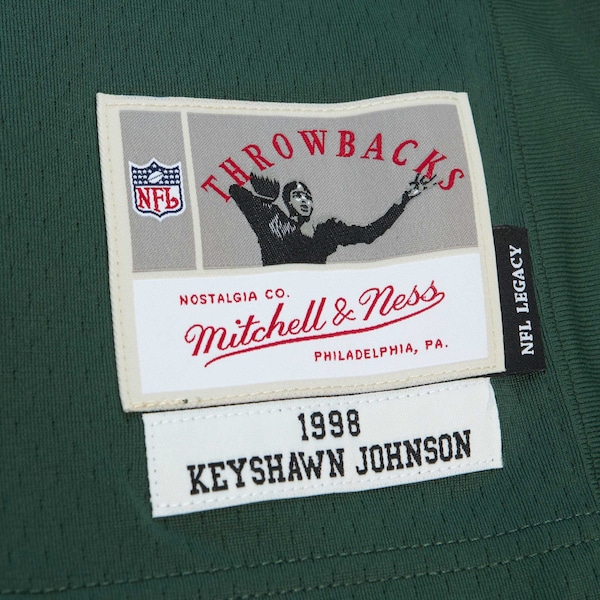 THROWBACKS
NFL
NOSTALGIA CO.
Mitchell & Ness
PHILADELPHIA, PA.
NFL LEGACY
1998
KEYSHAWN JOHNSON